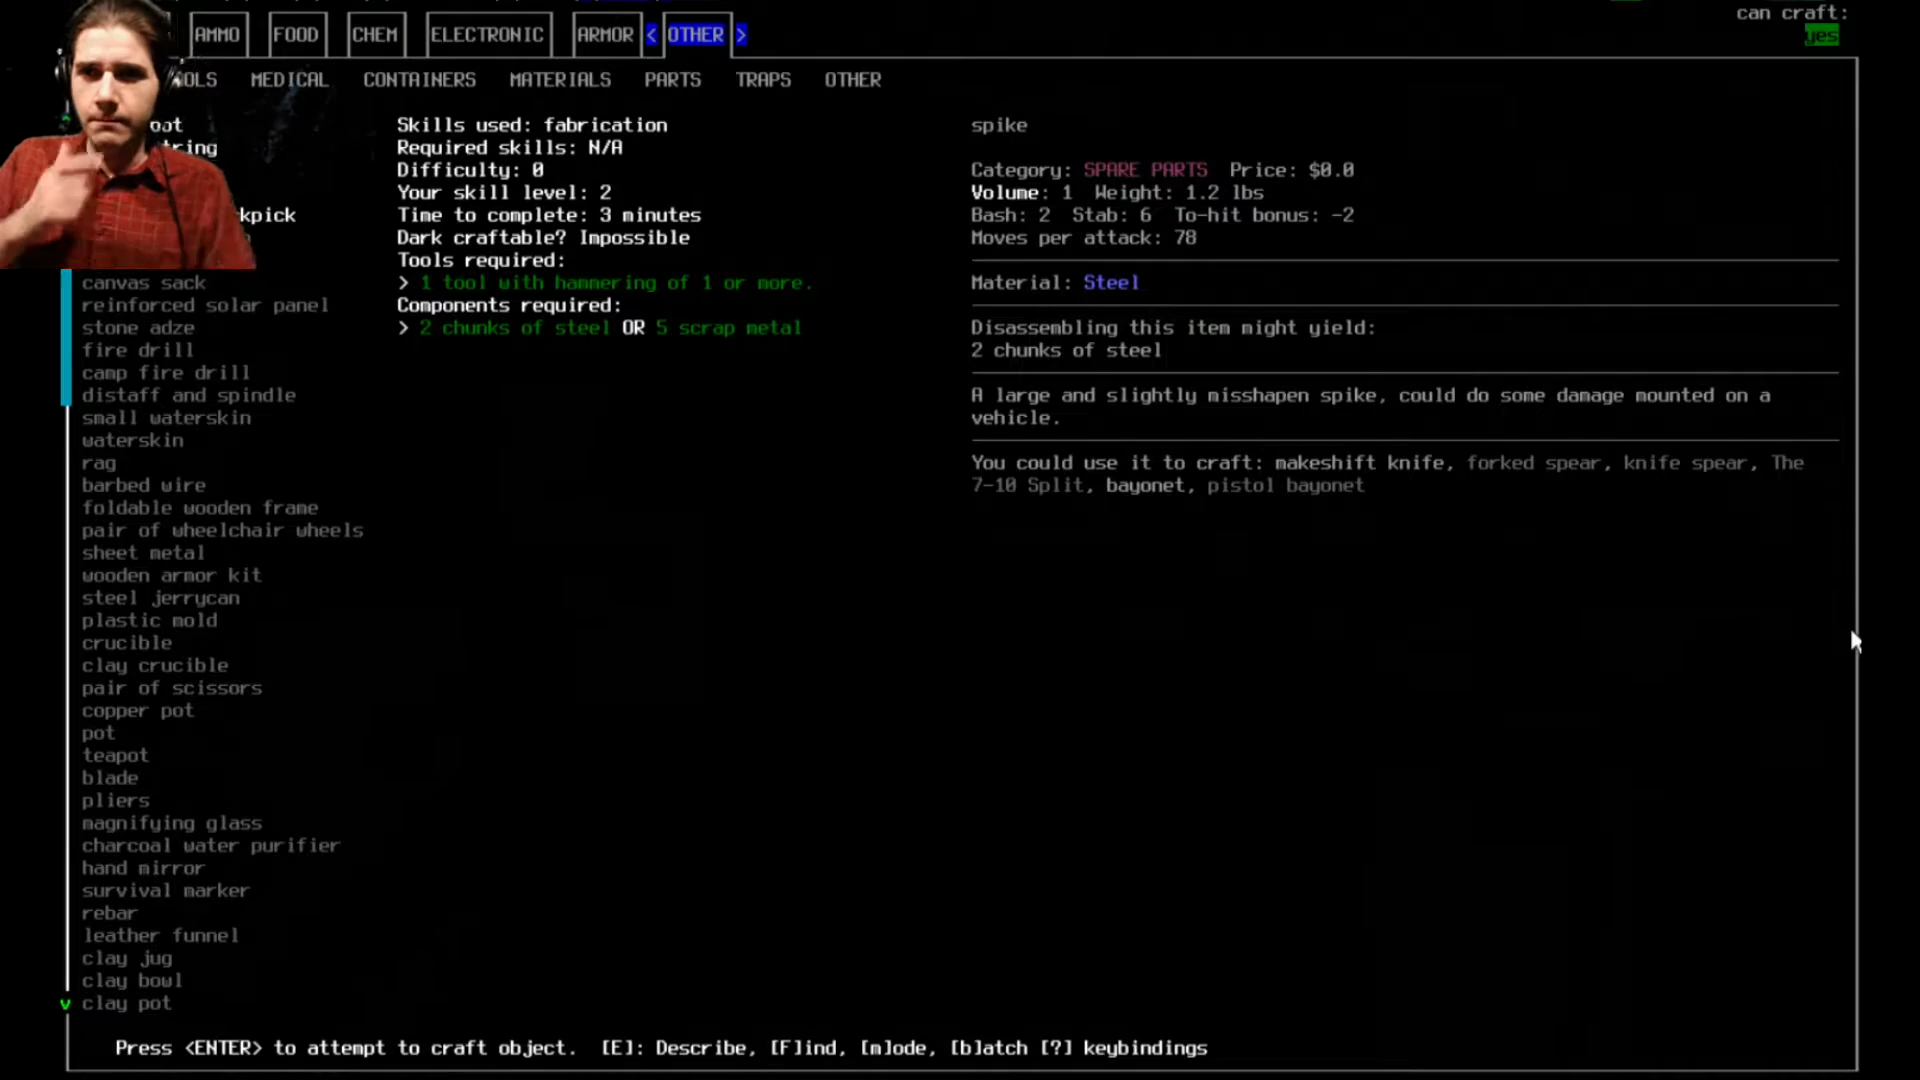 can craft:
AMMO FOOD CHEM ELECTRONIC ARMOR < OTHER >
yes
OLS MEDICAL CONTAINERS MATERIALS PARTS TRAPS OTHER
Skills used: fabrication
Required skills: N/A
Difficulty: 0
Your skill level: 2
Time to complete: 3 minutes
Dark craftable? Impossible
Tools required:
> 1 tool with hammering of 1 or more.
Components required:
> 2 chunks of steel OR 5 scrap metal
spike
Category: SPARE PARTS Price: $0.0
Volume: 1 Weight: 1.2 lbs
Bash: 2 Stab: 6 To-hit bonus: -2
Moves per attack: 78
Material: Steel
Disassembling this item might yield:
2 chunks of steel
A large and slightly misshapen spike, could do some damage mounted on a
vehicle.
You could use it to craft: makeshift knife, forked spear, knife spear, The
7-10 Split, bayonet, pistol bayonet
oot
tring
kpick
canvas sack
reinforced solar panel
stone adze
fire drill
camp fire drill
distaff and spindle
small waterskin
waterskin
rag
barbed wire
foldable wooden frame
pair of wheelchair wheels
sheet metal
wooden armor kit
steel jerrycan
plastic mold
crucible
clay crucible
pair of scissors
copper pot
pot
teapot
blade
pliers
magnifying glass
charcoal water purifier
hand mirror
survival marker
rebar
leather funnel
clay jug
clay bowl
v clay pot
Press <ENTER> to attempt to craft object. [E]: Describe, [F]ind, [m]ode, [b]atch [?] keybindings